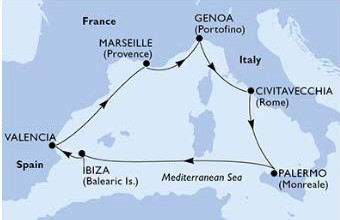 France
GENOA
(Portofino)
MARSEILLE
(Provence)
Italy
CIVITAVECCHIA
(Rome)
VALENCIA
Spain
IBIZA
(Balearic Is.)
Mediterranean Sea
PALERMO
(Monreale)